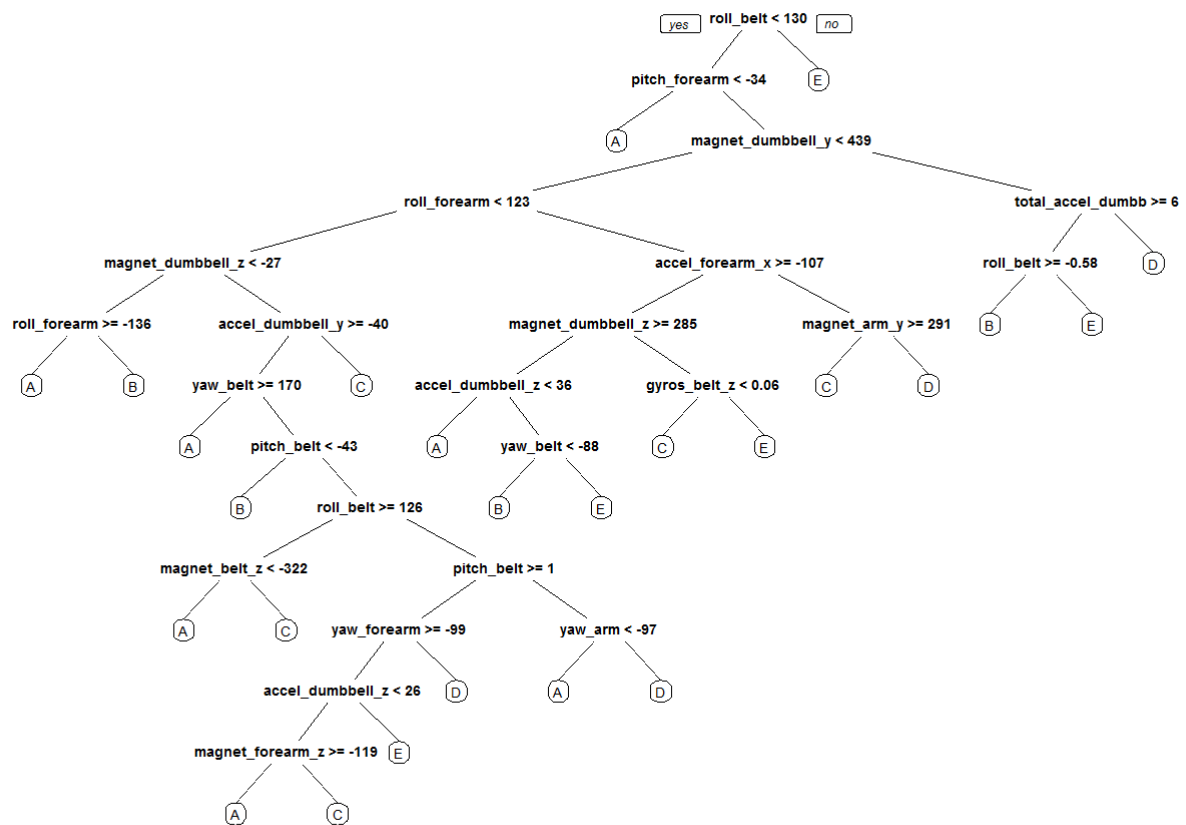 yes roll_belt < 130 no
pitch_forearm < -34 E
A magnet_dumbbell_y < 439
roll_forearm < 123 total_accel_dumbb >= 6
magnet_dumbbell_z < -27 accel_forearm_x >= -107 roll_belt >= -0.58 D
roll_forearm >= -136 accel_dumbbell_y >= -40 magnet_dumbbell_z >= 285 magnet_arm_y >= 291 B E
A B yaw_belt >= 170 C accel_dumbbell_z < 36 gyros_belt_z < 0.06 C D
A pitch_belt < -43 A yaw_belt < -88 C E
B roll_belt >= 126 B E
magnet_belt_z < -322 pitch_belt >= 1
A C yaw_forearm >= -99 yaw_arm < -97
accel_dumbbell_z < 26 D A D
magnet_forearm_z >= -119 E
A C